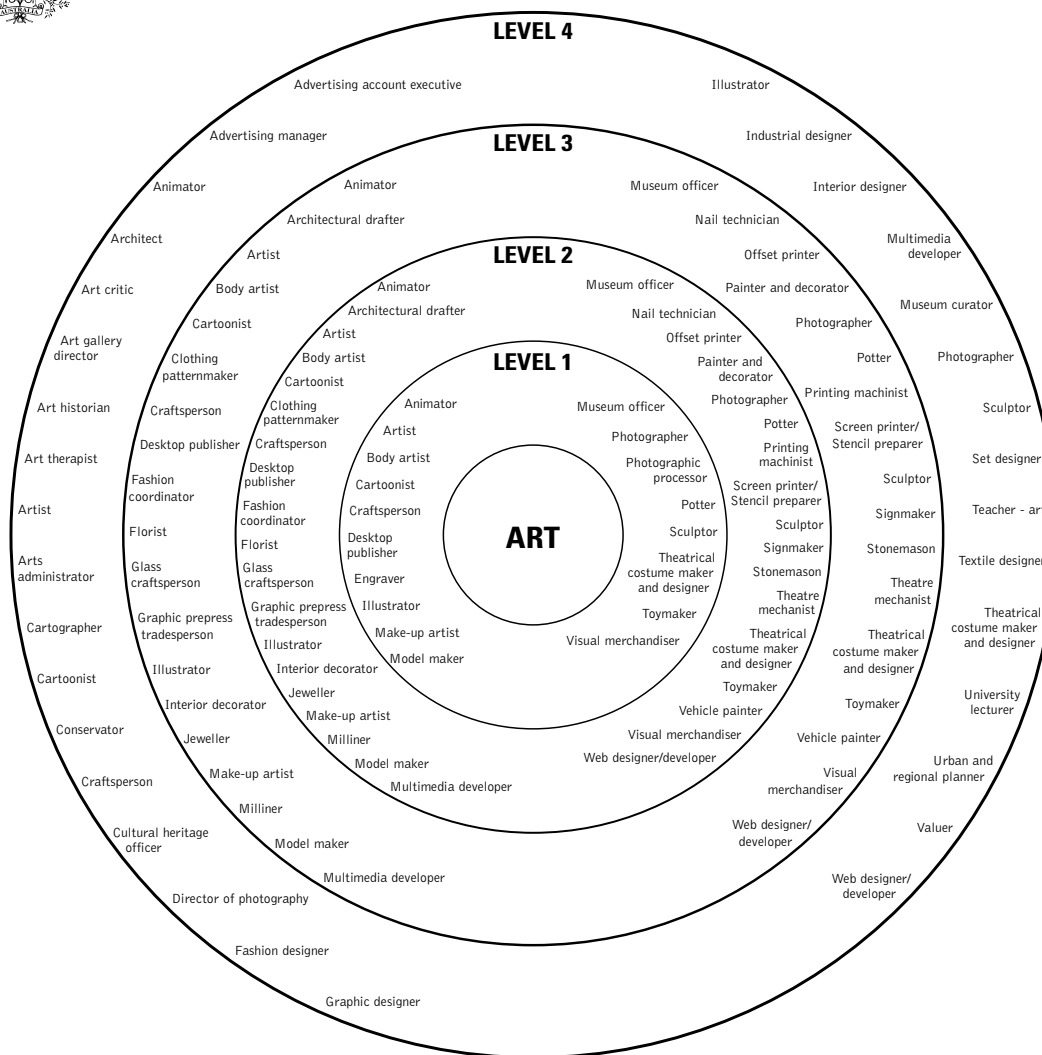 AUSTRALIA
LEVEL 4
Advertising account executive
Advertising manager
Animator
Architect
Art critic
Art gallery
director
Art historian
Art therapist
Artist
Arts
administrator
Cartographer
Cartoonist
Conservator
Craftsperson
Cultural heritage
officer
Director of photography
Fashion designer
Graphic designer
Illustrator
Industrial designer
Interior designer
Multimedia
developer
Museum curator
Photographer
Sculptor
Set designer
Teacher - art
Textile designer
Theatrical
costume maker
and designer
University
lecturer
Urban and
regional planner
Valuer
Web designer/
developer
LEVEL 3
Animator
Architectural drafter
Artist
Body artist
Cartoonist
Clothing
patternmaker
Craftsperson
Desktop publisher
Fashion
coordinator
Florist
Glass
craftsperson
Graphic prepress
tradesperson
Illustrator
Interior decorator
Jeweller
Make-up artist
Milliner
Model maker
Multimedia developer
Museum officer
Nail technician
Offset printer
Painter and decorator
Photographer
Potter
Printing machinist
Screen printer/
Stencil preparer
Sculptor
Signmaker
Stonemason
Theatre
mechanist
Theatrical
costume maker
and designer
Toymaker
Vehicle painter
Visual
merchandiser
Web designer/
developer
LEVEL 2
Animator
Architectural drafter
Artist
Body artist
Cartoonist
Clothing
patternmaker
Craftsperson
Desktop
publisher
Fashion
coordinator
Florist
Glass
craftsperson
Graphic prepress
tradesperson
Illustrator
Interior decorator
Jeweller
Make-up artist
Milliner
Model maker
Multimedia developer
Museum officer
Nail technician
Offset printer
Painter and
decorator
Photographer
Potter
Printing
machinist
Screen printer/
Stencil preparer
Sculptor
Signmaker
Stonemason
Theatre
mechanist
Theatrical
costume maker
and designer
Toymaker
Vehicle painter
Visual merchandiser
Web designer/developer
LEVEL 1
Animator
Artist
Body artist
Cartoonist
Craftsperson
Desktop
publisher
Engraver
Illustrator
Make-up artist
Model maker
Museum officer
Photographer
Photographic
processor
Potter
Sculptor
Theatrical
costume maker
and designer
Toymaker
Visual merchandiser
ART